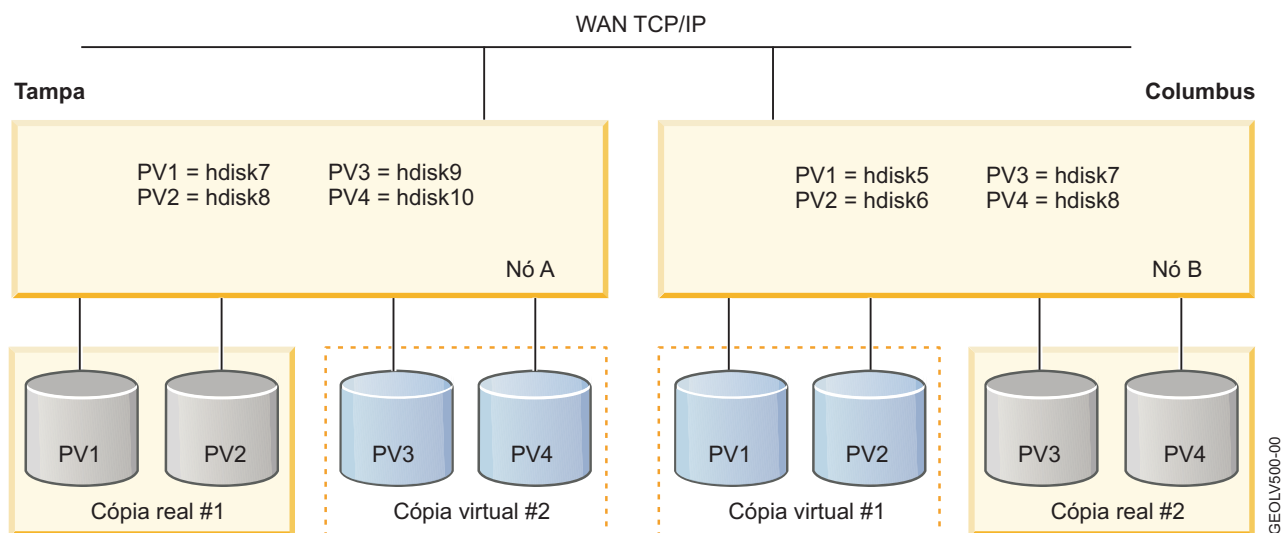 WAN TCP/IP
Tampa
Columbus
PV1 = hdisk7
PV2 = hdisk8
PV3 = hdisk9
PV4 = hdisk10
Nó A
PV1 = hdisk5
PV2 = hdisk6
PV3 = hdisk7
PV4 = hdisk8
Nó B
PV1
PV2
Cópia real #1
PV3
PV4
Cópia virtual #2
PV1
PV2
Cópia virtual #1
PV3
PV4
Cópia real #2
GEOLV500-00